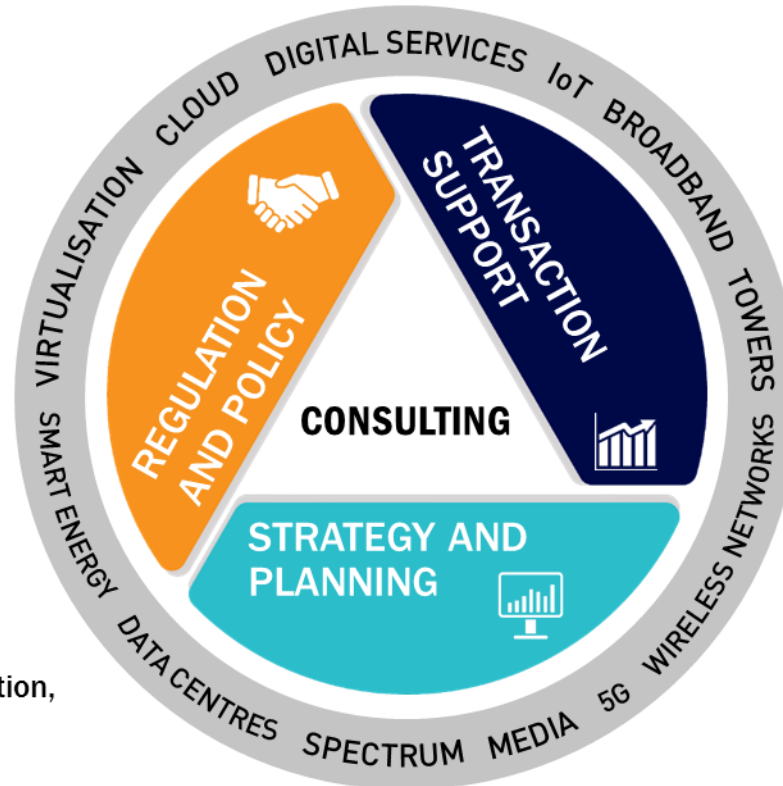 DIGITAL SERVICES
IoT
BROADBAND
TOWERS
WIRELESS NETWORKS
5G
MEDIA
SPECTRUM
DATA CENTRES
SMART ENERGY
VIRTUALISATION
CLOUD
REGULATION
AND POLICY
TRANSACTION
SUPPORT
CONSULTING
STRATEGY AND
PLANNING
tion,